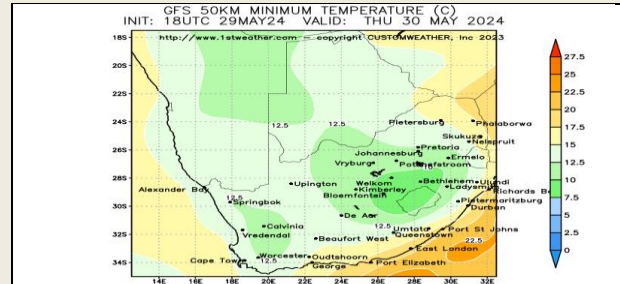 GFS 50KM MINIMUM TEMPERATURE (C)
INIT: 18UTC 29MAY24 VALID: THU 30 MAY 2024
http://www.1stweather.com — copyright CUSTOMWEATHER, Inc 2023
18S
20S
22S
24S
26S
28S
30S
32S
34S
14E 16E 18E 20E 22E 24E 26E 28E 30E 32E
12.5 12.5
Pietersburg Phalaborwa
Skukuza
Nelspruit
Pretoria
Johannesburg
Ermelo
Vryburg Potchefstroom
Welkom Bethlehem Ulundi
Alexander Bay Upington Kimberley Ladysmith
Richards B
12.5 Springbok Bloemfontein
Pietermaritzburg
De Aar Durban
Calvinia 12.5 Umtata Port St Johns
Vredendal Beaufort West Queenstown 22.5
East London
Worcester Oudtshoorn
Cape Town 12.5 George Port Elizabeth
27.5
25
22.5
20
17.5
15
12.5
10
7.5
5
2.5
0